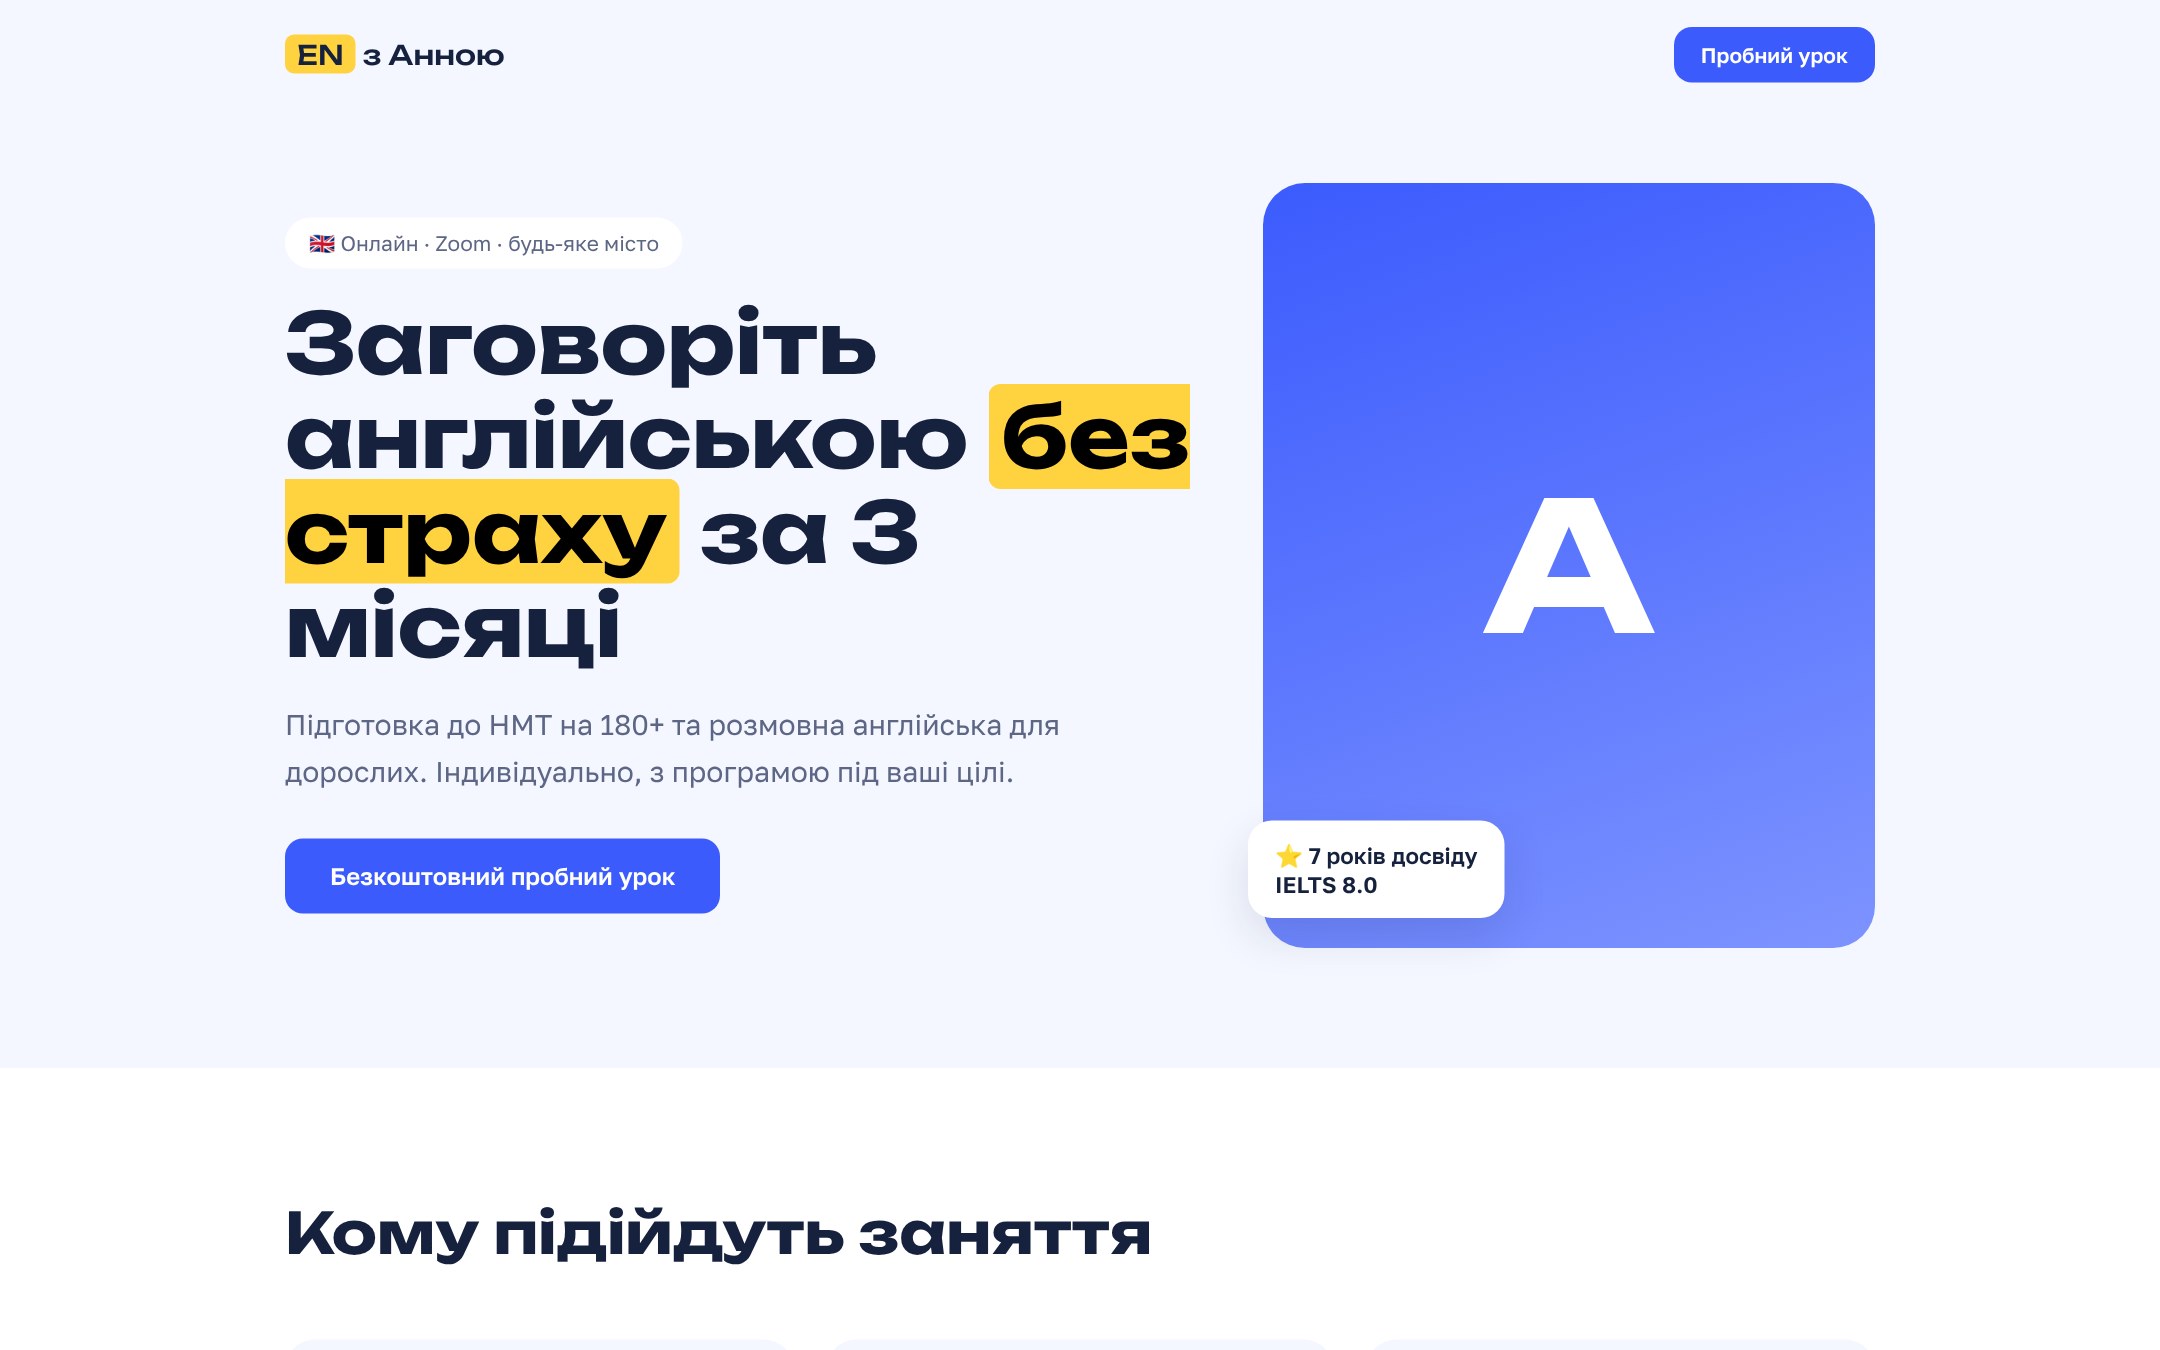 EN з Анною
Пробний урок
🇬🇧 Онлайн · Zoom · будь-яке місто
Заговоріть
англійською без
страху за 3
місяці
Підготовка до НМТ на 180+ та розмовна англійська для
дорослих. Індивідуально, з програмою під ваші цілі.
Безкоштовний пробний урок
A
⭐ 7 років досвіду
IELTS 8.0
Кому підійдуть заняття